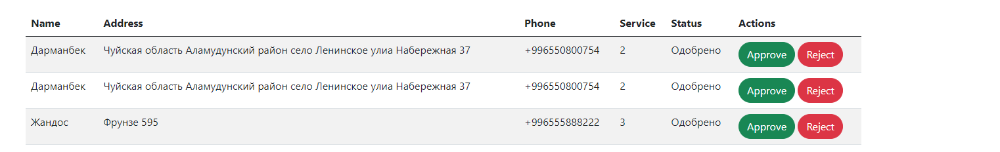 Name Address Phone Service Status Actions
Дарманбек Чуйская область Аламудунский район село Ленинское улиа Набережная 37 +996550800754 2 Одобрено Approve Reject
Дарманбек Чуйская область Аламудунский район село Ленинское улиа Набережная 37 +996550800754 2 Одобрено Approve Reject
Жандос Фрунзе 595 +996555888222 3 Одобрено Approve Reject